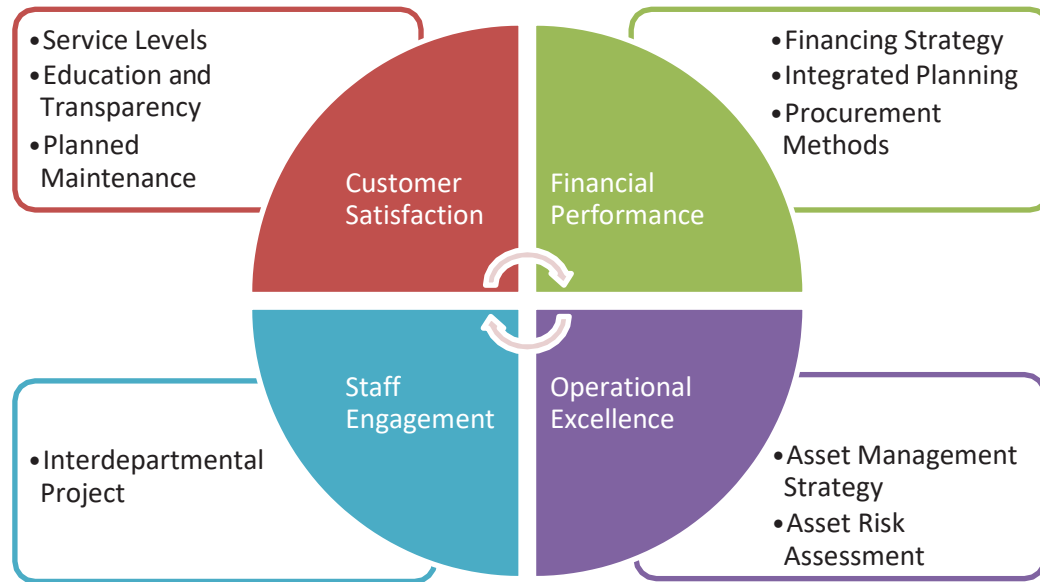 •Service Levels
•Education and
Transparency
•Planned
Maintenance
Customer
Satisfaction
•Financing Strategy
•Integrated Planning
•Procurement
Methods
Financial
Performance
Staff
Engagement
•Interdepartmental
Project
Operational
Excellence
•Asset Management
Strategy
•Asset Risk
Assessment